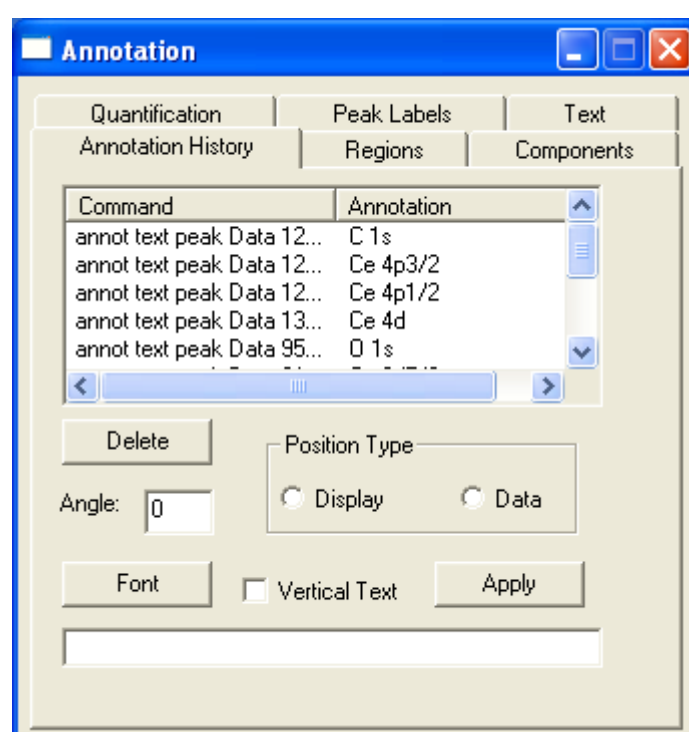 Annotation
Quantification Peak Labels Text
Annotation History Regions Components
Command Annotation
annot text peak Data 12... C 1s
annot text peak Data 12... Ce 4p3/2
annot text peak Data 12... Ce 4p1/2
annot text peak Data 13... Ce 4d
annot text peak Data 95... O 1s
Delete
Position Type
Angle: 0
Display Data
Font
Vertical Text
Apply